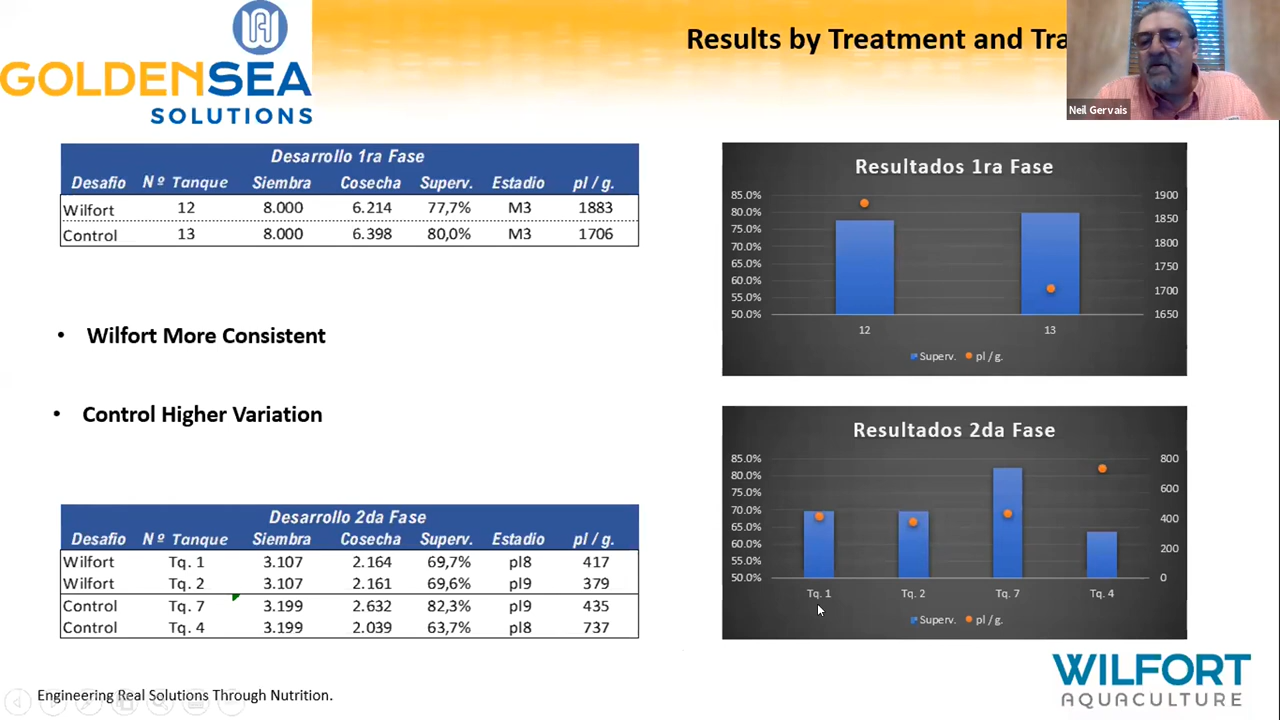 GOLDENSEA
SOLUTIONS
Results by Treatment and
Neil Gervais
Desarrollo 1ra Fase
Desafio Nº Tanque Siembra Cosecha Superv. Estadio pl / g.
Wilfort 12 8.000 6.214 77,7% M3 1883
Control 13 8.000 6.398 80,0% M3 1706
• Wilfort More Consistent
• Control Higher Variation
Desarrollo 2da Fase
Desafio Nº Tanque Siembra Cosecha Superv. Estadio pl / g.
Wilfort Tq. 1 3.107 2.164 69,7% pl8 417
Wilfort Tq. 2 3.107 2.161 69,6% pl9 379
Control Tq. 7 3.199 2.632 82,3% pl9 435
Control Tq. 4 3.199 2.039 63,7% pl8 737
Resultados 1ra Fase
85.0% 1900
80.0% 1850
75.0% 1800
70.0% 1750
65.0% 1700
60.0% 1650
55.0%
50.0%
12 13
Superv. pl / g.
Resultados 2da Fase
85.0% 800
80.0% 600
75.0% 400
70.0% 200
65.0% 0
60.0%
55.0%
50.0%
Tq. 1 Tq. 2 Tq. 7 Tq. 4
Superv. pl / g.
Engineering Real Solutions Through Nutrition.
WILFORT
AQUACULTURE